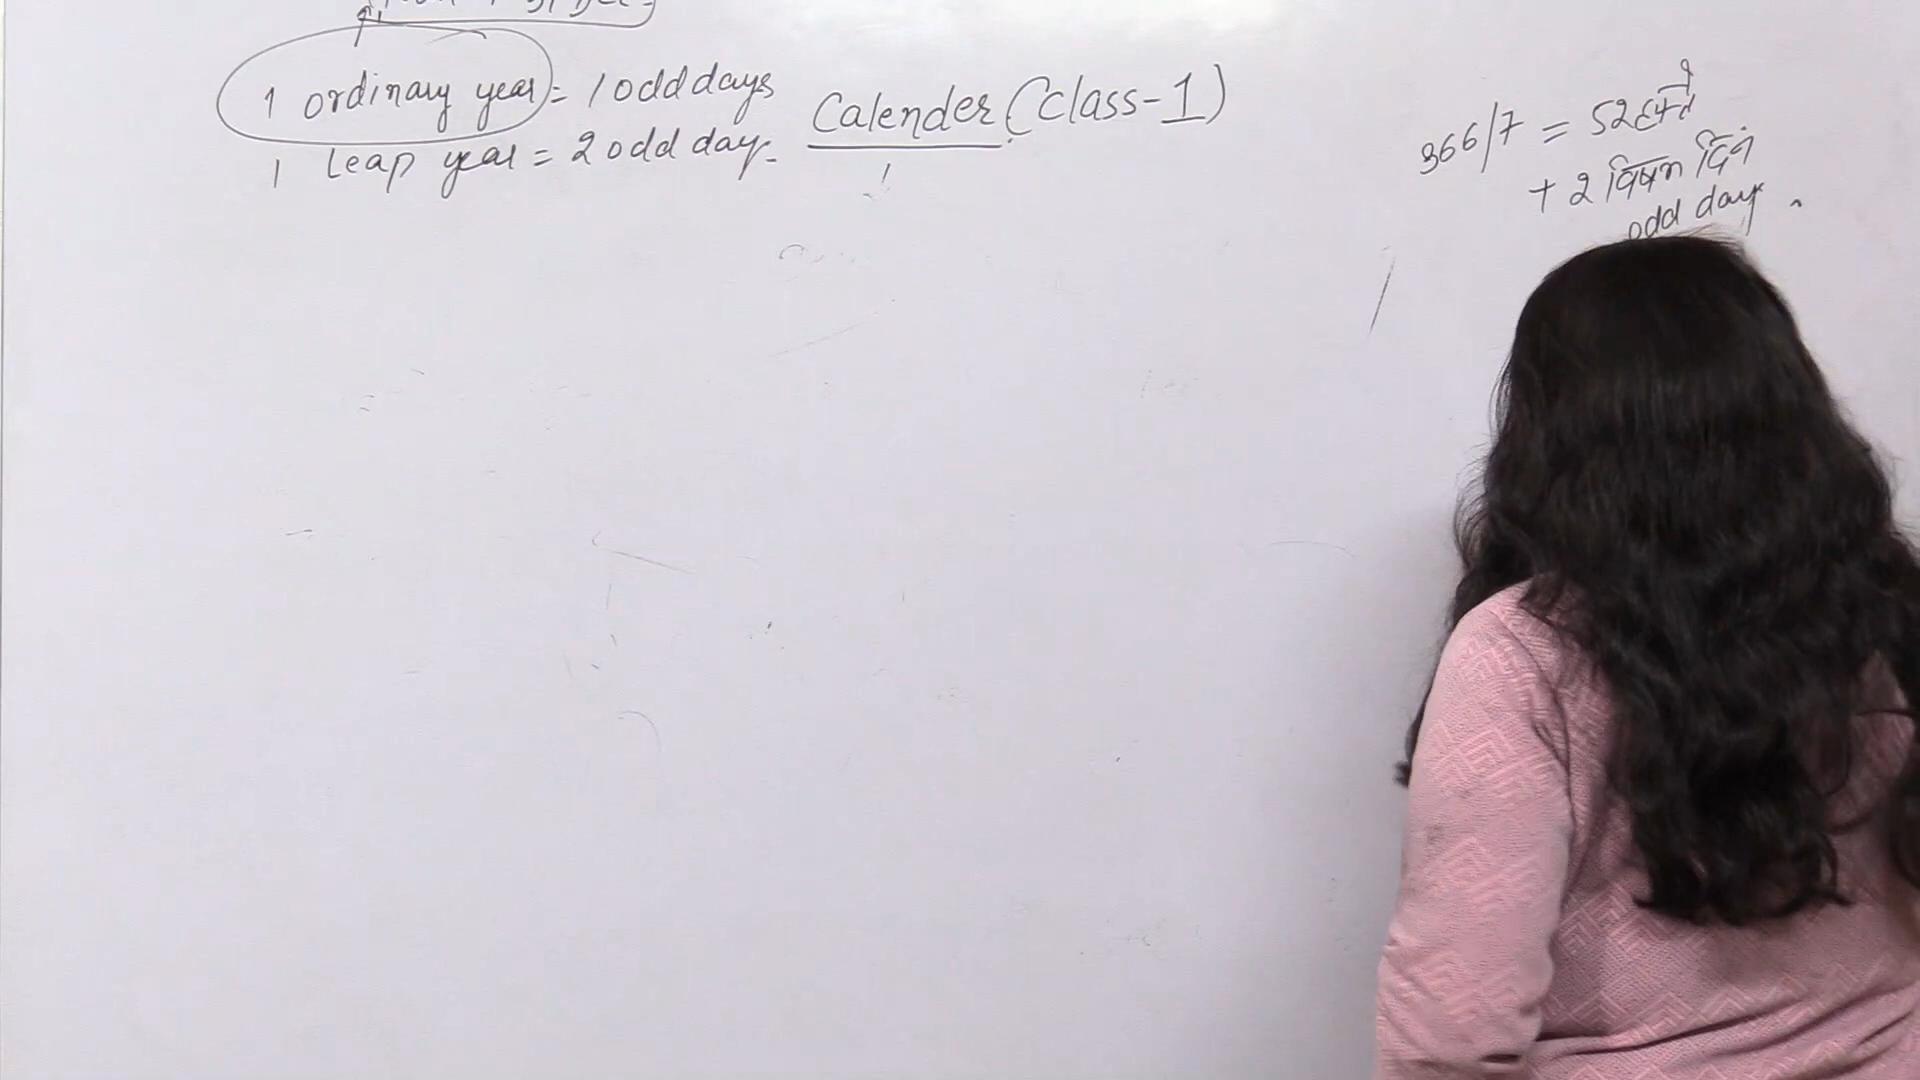 1 ordinary year = 1 odd days
1 leap year = 2 odd day.
Calender (Class-1)
366/7 = 52 हफ्ते
+ 2 विषम दिन
odd day